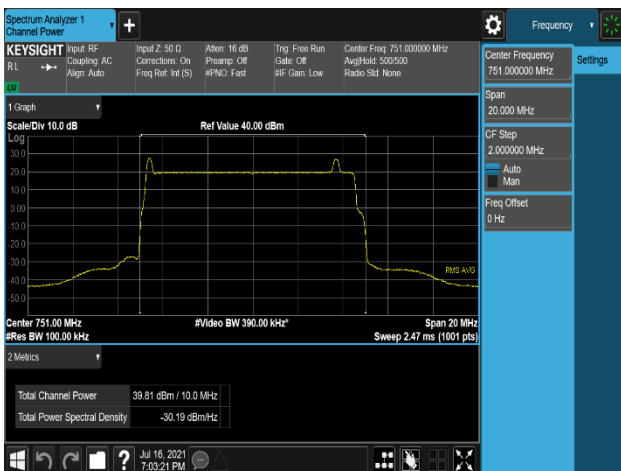 Spectrum Analyzer 1
Channel Power
Frequency
KEYSIGHT
RL
Input: RF
Coupling: AC
Align: Auto
Input Z: 50 Ω
Corrections: On
Freq Ref: Int (S)
Atten: 16 dB
Preamp: Off
#PNO: Fast
Trig: Free Run
Gate: Off
#IF Gain: Low
Center Freq: 751.000000 MHz
Avg|Hold: 500/500
Radio Std: None
Center Frequency
751.000000 MHz
Settings
Span
20.000 MHz
CF Step
2.000000 MHz
Auto
Man
Freq Offset
0 Hz
1 Graph
Scale/Div 10.0 dB
Ref Value 40.00 dBm
Log
30.0
20.0
10.0
0.00
-10.0
-20.0
-30.0
-40.0
-50.0
RMS AVG
Center 751.00 MHz
#Video BW 390.00 kHz*
Span 20 MHz
#Res BW 100.00 kHz
Sweep 2.47 ms (1001 pts)
2 Metrics
Total Channel Power 39.81 dBm / 10.0 MHz
Total Power Spectral Density -30.19 dBm/Hz
?
Jul 16, 2021
7:03:21 PM